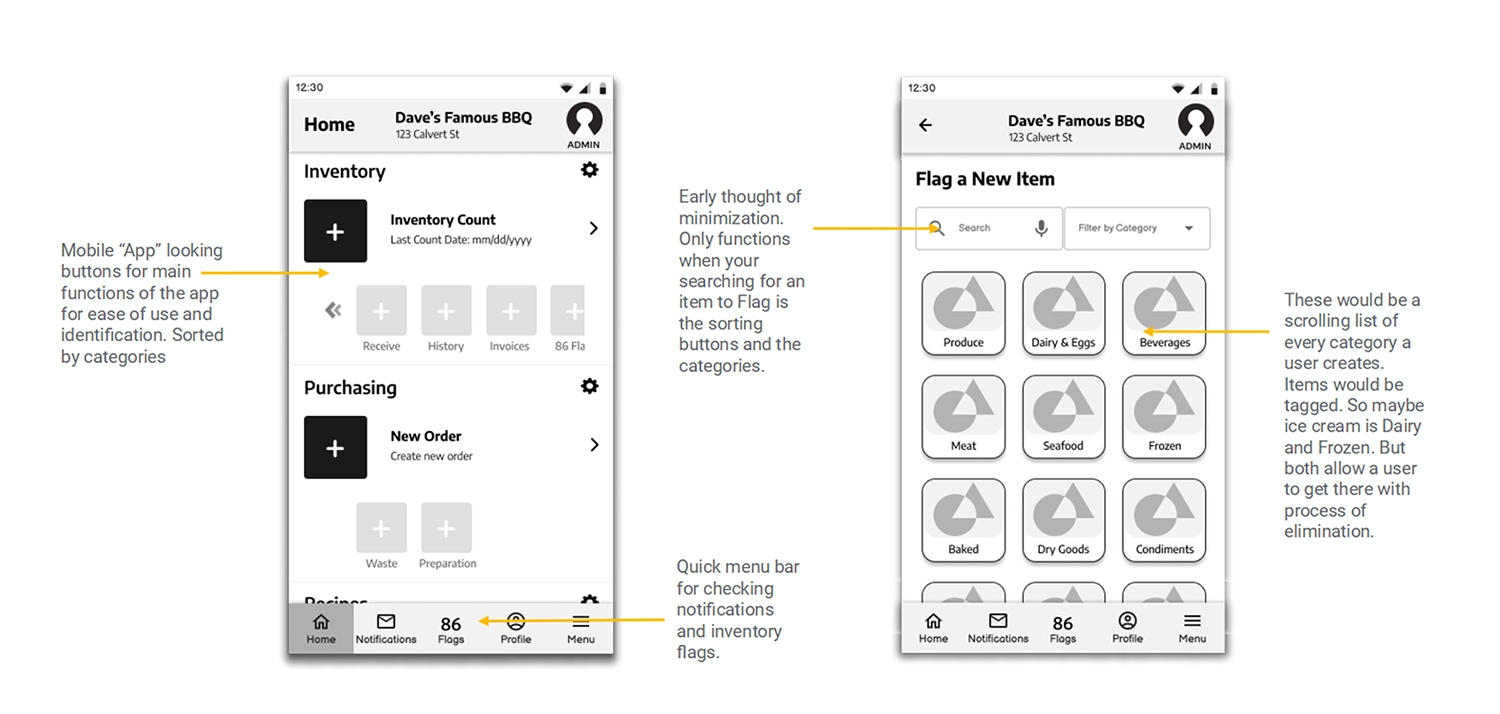 Mobile “App” looking
buttons for main
functions of the app
for ease of use and
identification. Sorted
by categories
12:30
Home
Dave’s Famous BBQ
123 Calvert St
ADMIN
Inventory
Inventory Count
Last Count Date: mm/dd/yyyy
Receive
History
Invoices
86 Fla
Purchasing
New Order
Create new order
Waste
Preparation
Recipes
Home
Notifications
86
Flags
Profile
Menu
Early thought of
minimization.
Only functions
when your
searching for an
item to Flag is
the sorting
buttons and the
categories.
Quick menu bar
for checking
notifications
and inventory
flags.
12:30
Dave’s Famous BBQ
123 Calvert St
ADMIN
Flag a New Item
Search
Filter by Category
Produce
Dairy & Eggs
Beverages
Meat
Seafood
Frozen
Baked
Dry Goods
Condiments
Home
Notifications
86
Flags
Profile
Menu
These would be a
scrolling list of
every category a
user creates.
Items would be
tagged. So maybe
ice cream is Dairy
and Frozen. But
both allow a user
to get there with
process of
elimination.